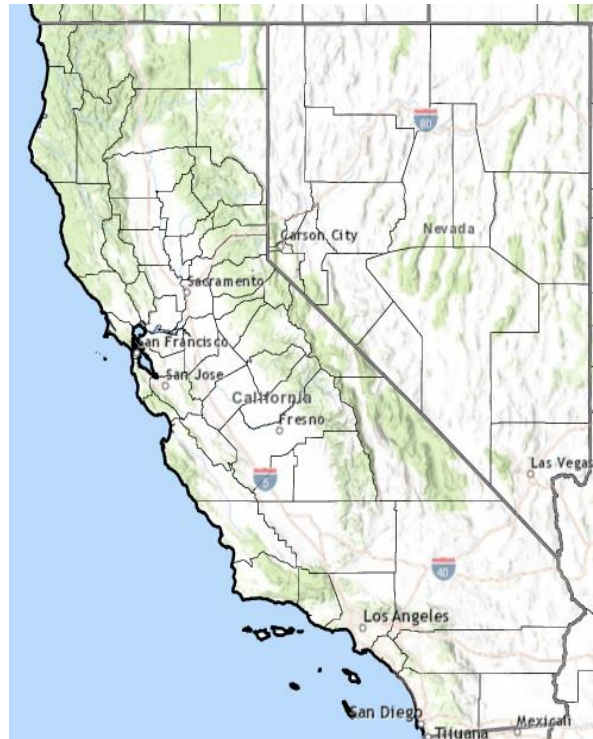 80
Nevada
Carson City
Sacramento
San Francisco
San Jose
California
Fresno
Las Vegas
5
40
Los Angeles
San Diego
Tijuana
Mexicali